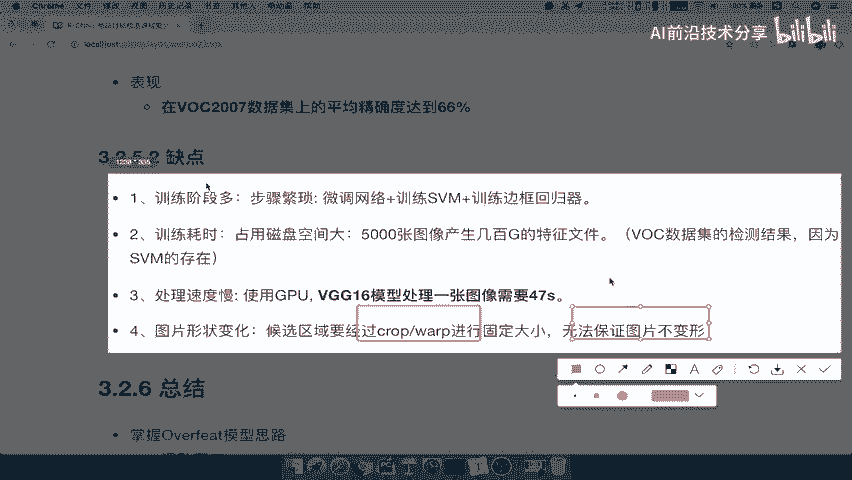 Chrome 文件
AI前沿技术分享 bilibili
• 表现
在VOC2007数据集上的平均精确度达到66%
3.2.5.2 缺点
• 1、训练阶段多：步骤繁琐: 微调网络+训练SVM+训练边框回归器。
• 2、训练耗时：占用磁盘空间大：5000张图像产生几百G的特征文件。（VOC数据集的检测结果，因为
SVM的存在）
• 3、处理速度慢: 使用GPU, VGG16模型处理一张图像需要47s。
• 4、图片形状变化：候选区域要经过crop/warp进行固定大小，无法保证图片不变形
3.2.6 总结
• 掌握Overfeat模型思路